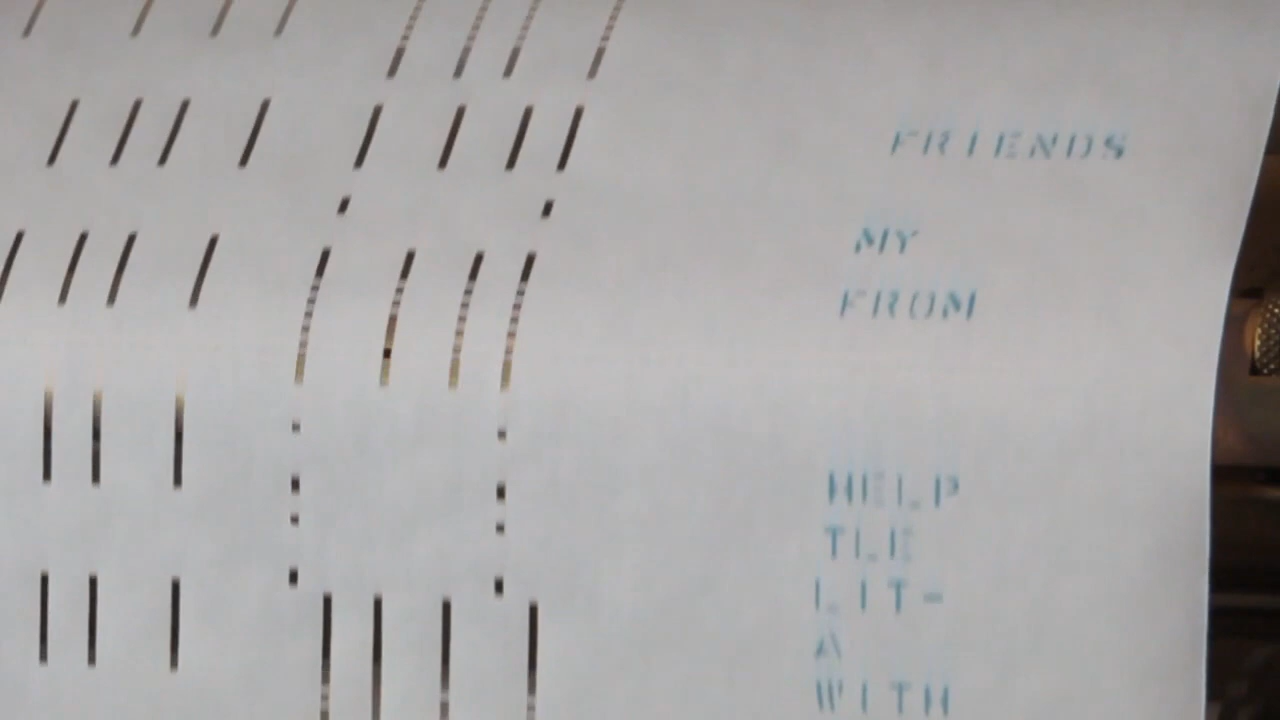 FRIENDS
MY
FROM
HELP
TLE
LIT-
A
WITH